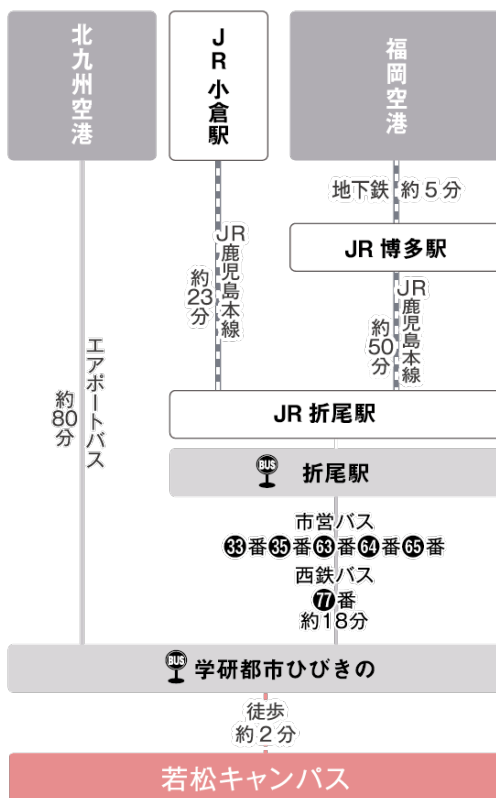 北九州空港
JR小倉駅
福岡空港
地下鉄 約5分
JR 博多駅
JR鹿児島本線
約23分
JR鹿児島本線
約50分
エアポートバス
約80分
JR 折尾駅
BUS 折尾駅
市営バス
33番35番63番64番65番
西鉄バス
77番
約18分
BUS 学研都市ひびきの
徒歩
約2分
若松キャンパス